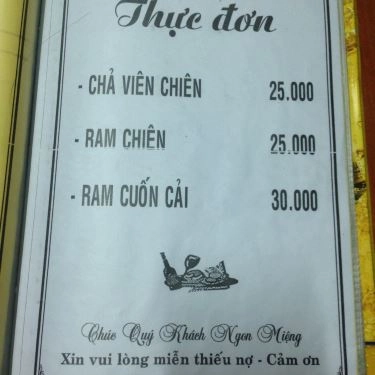 Thực đơn
- CHẢ VIÊN CHIÊN 25.000
- RAM CHIÊN 25.000
- RAM CUỐN CẢI 30.000
Chúc Quý Khách Ngon Miệng
Xin vui lòng miễn thiếu nợ - Cảm ơn